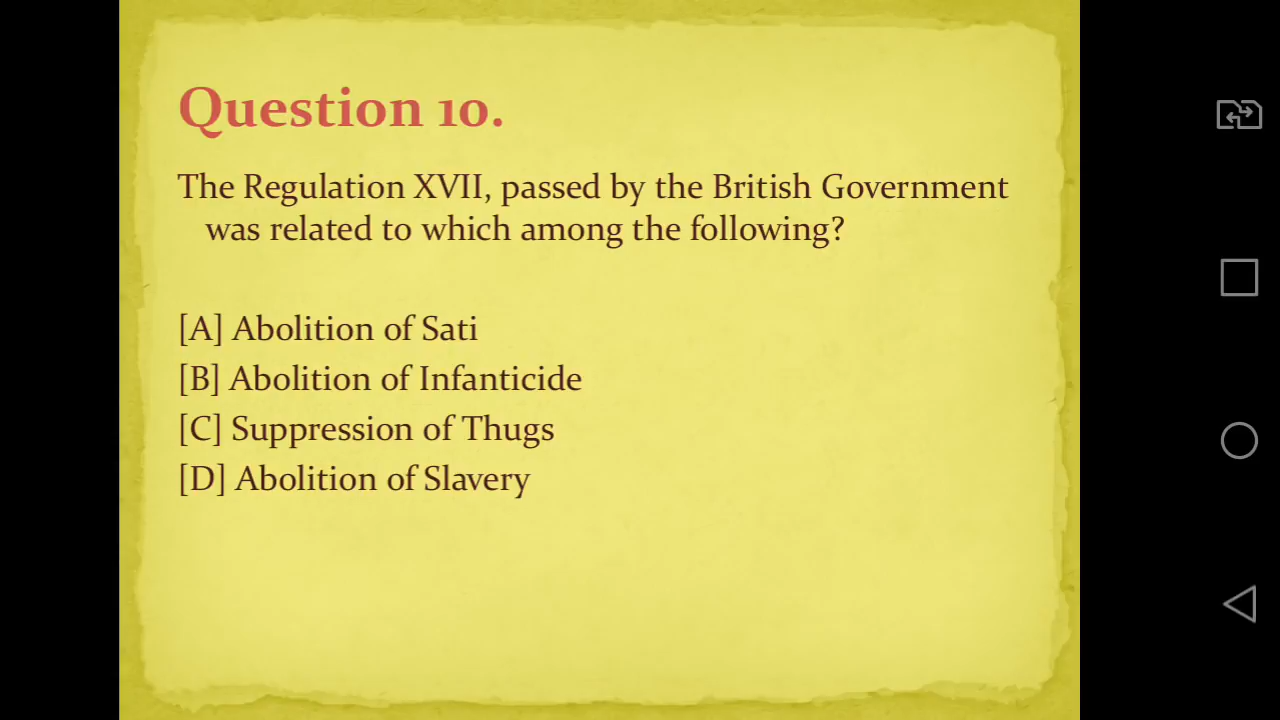 Question 10.
The Regulation XVII, passed by the British Government
was related to which among the following?
[A] Abolition of Sati
[B] Abolition of Infanticide
[C] Suppression of Thugs
[D] Abolition of Slavery